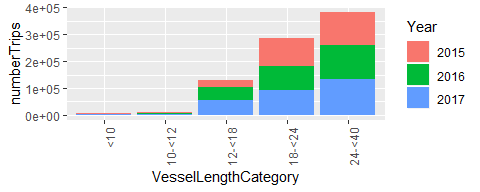 numberTrips
4e+05
3e+05
2e+05
1e+05
0e+00
<10
10-<12
12-<18
18-<24
24-<40
VesselLengthCategory
Year
2015
2016
2017